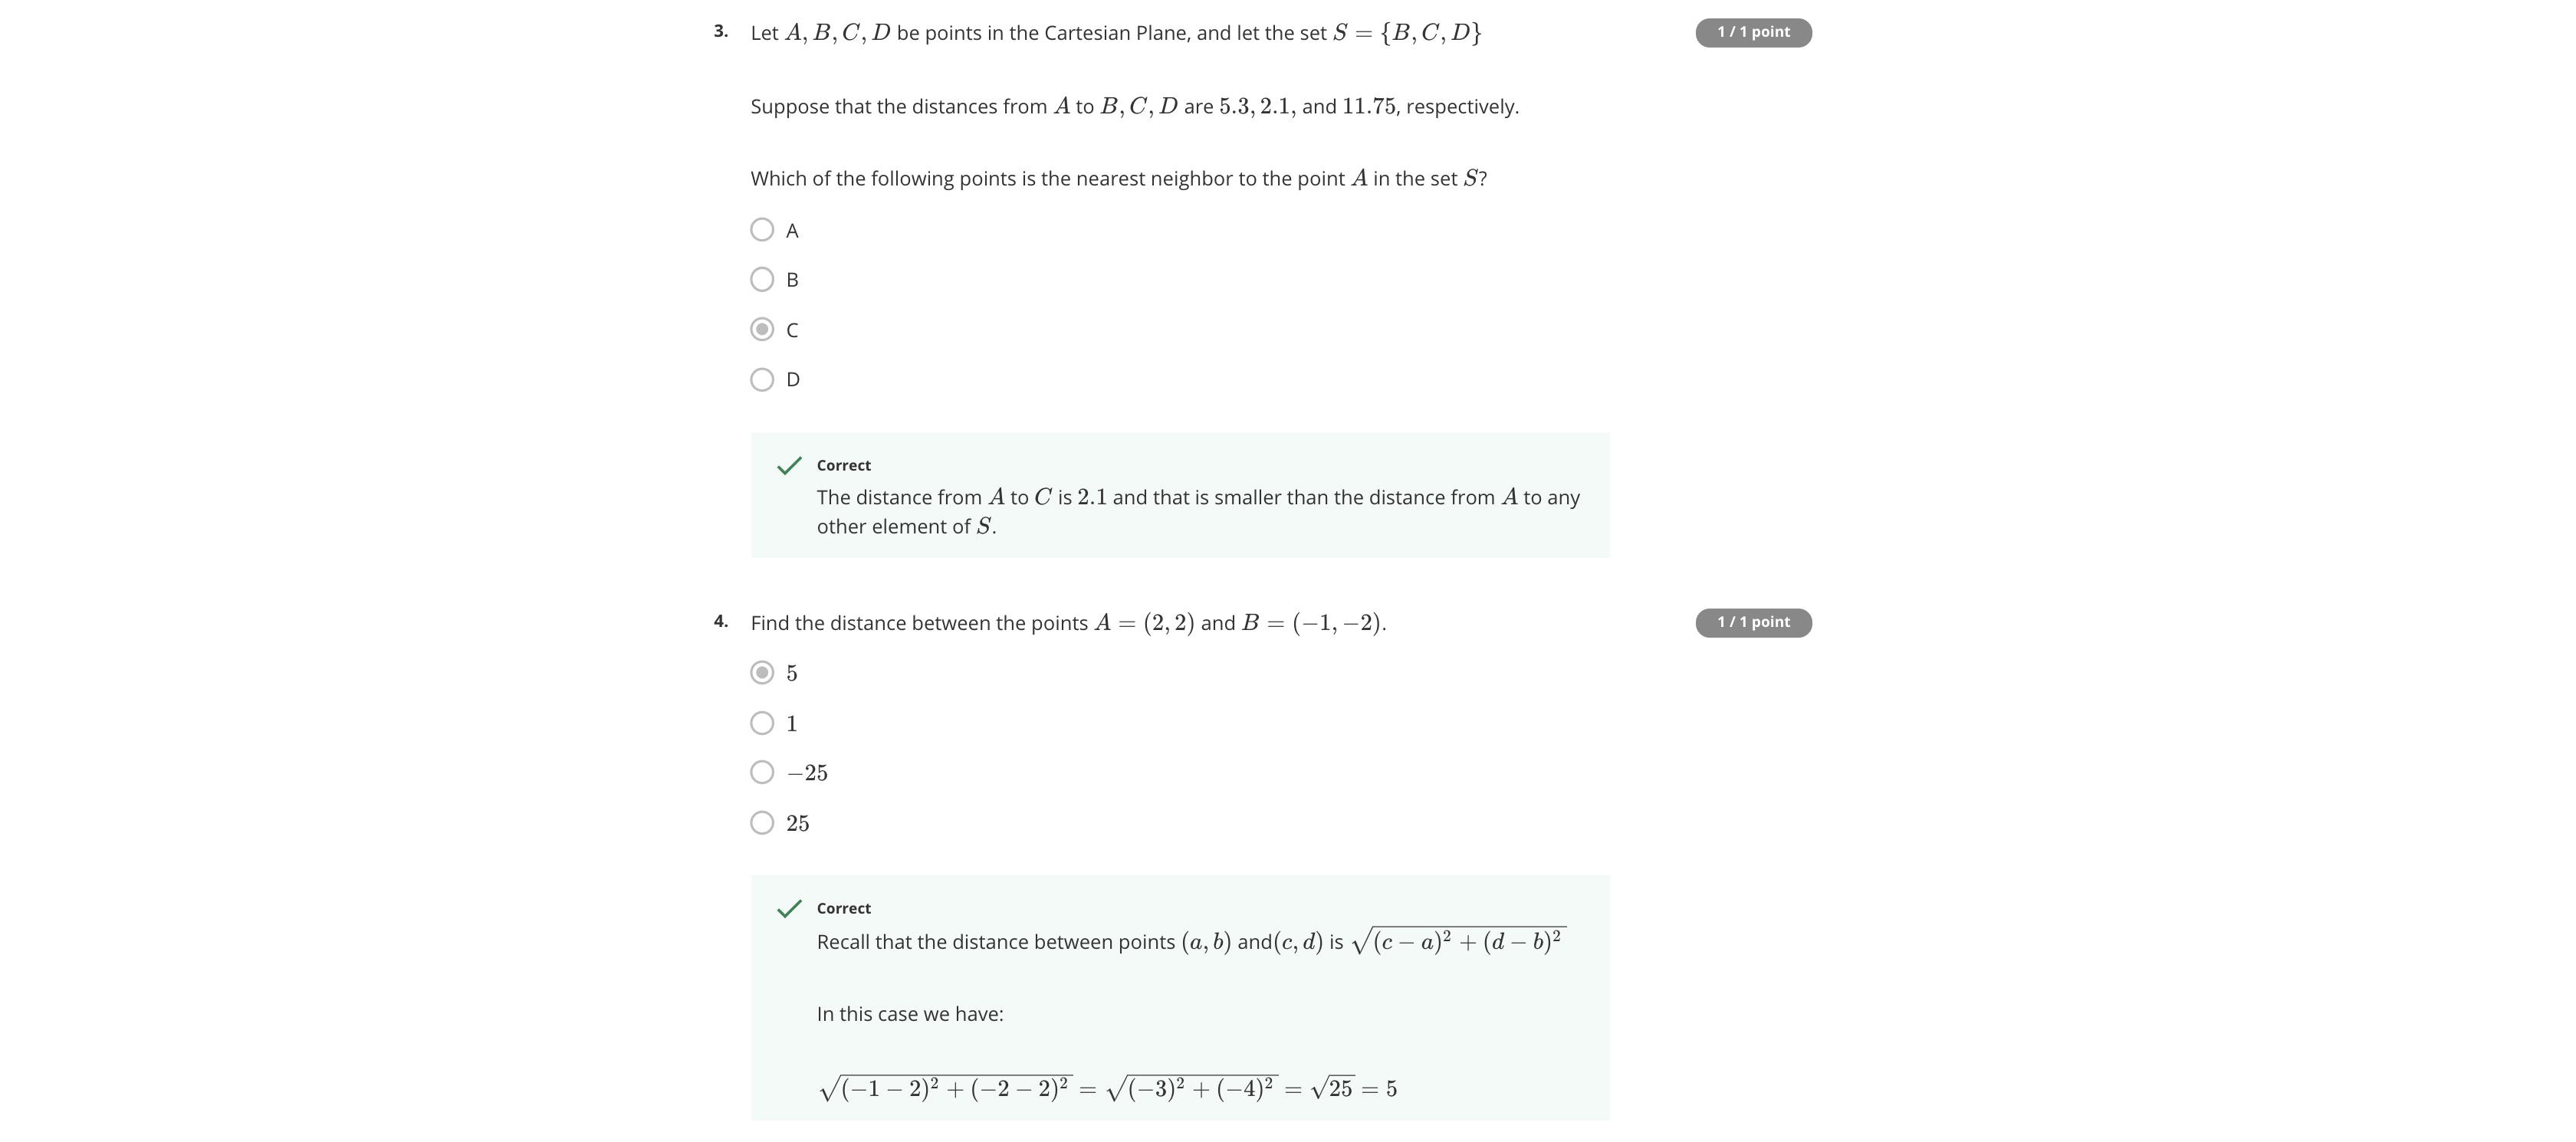 3. Let A, B, C, D be points in the Cartesian Plane, and let the set S = {B, C, D} 1 / 1 point
Suppose that the distances from A to B, C, D are 5.3, 2.1, and 11.75, respectively.
Which of the following points is the nearest neighbor to the point A in the set S?
A
B
C
D
Correct
The distance from A to C is 2.1 and that is smaller than the distance from A to any
other element of S.
4. Find the distance between the points A = (2, 2) and B = (−1, −2). 1 / 1 point
5
1
−25
25
Correct
Recall that the distance between points (a, b) and(c, d) is √(c − a)² + (d − b)²
In this case we have:
√(−1 − 2)² + (−2 − 2)² = √(−3)² + (−4)² = √25 = 5